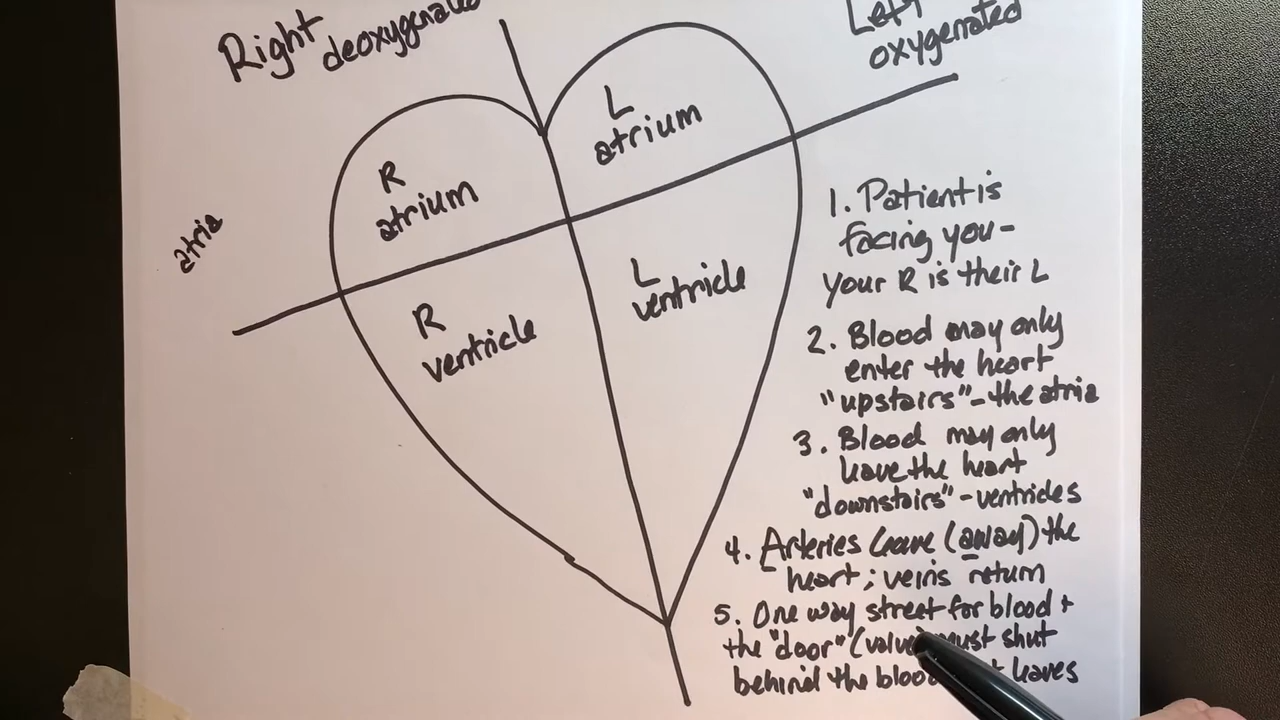 Right
deoxygenated
Left
oxygenated
L
atrium
R
atrium
atria
L
ventricle
R
ventricle
1. Patient is
facing you-
your R is their L
2. Blood may only
enter the heart
"upstairs"- the atria
3. Blood may only
leave the heart
"downstairs" - ventricles
4. Arteries leave (away) the
heart; veins return
5. One way street for blood +
the "door" (valve) must shut
behind the blood leaves